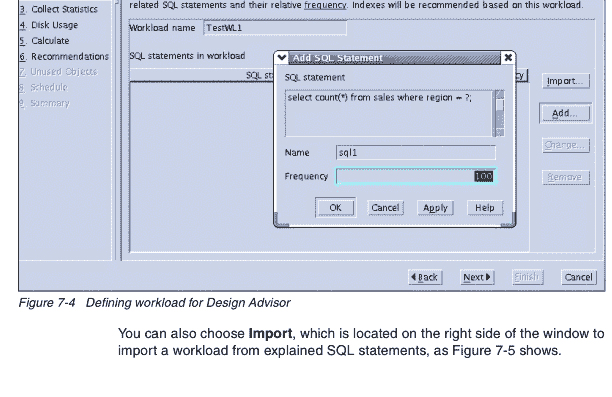 related SQL statements and their relative frequency. Indexes will be recommended based on this workload.
3. Collect Statistics
4. Disk Usage
5. Calculate
6. Recommendations
7. Unused Objects
8. Schedule
9. Summary
Workload name TestWL1
SQL statements in workload
SQL st
cy
Add SQL Statement
SQL statement
select count(*) from sales where region = ?;
Name sql1
Frequency 100
OK Cancel Apply Help
Import...
Add...
Change...
Remove
Back Next Finish Cancel
Figure 7-4 Defining workload for Design Advisor
You can also choose Import, which is located on the right side of the window to
import a workload from explained SQL statements, as Figure 7-5 shows.